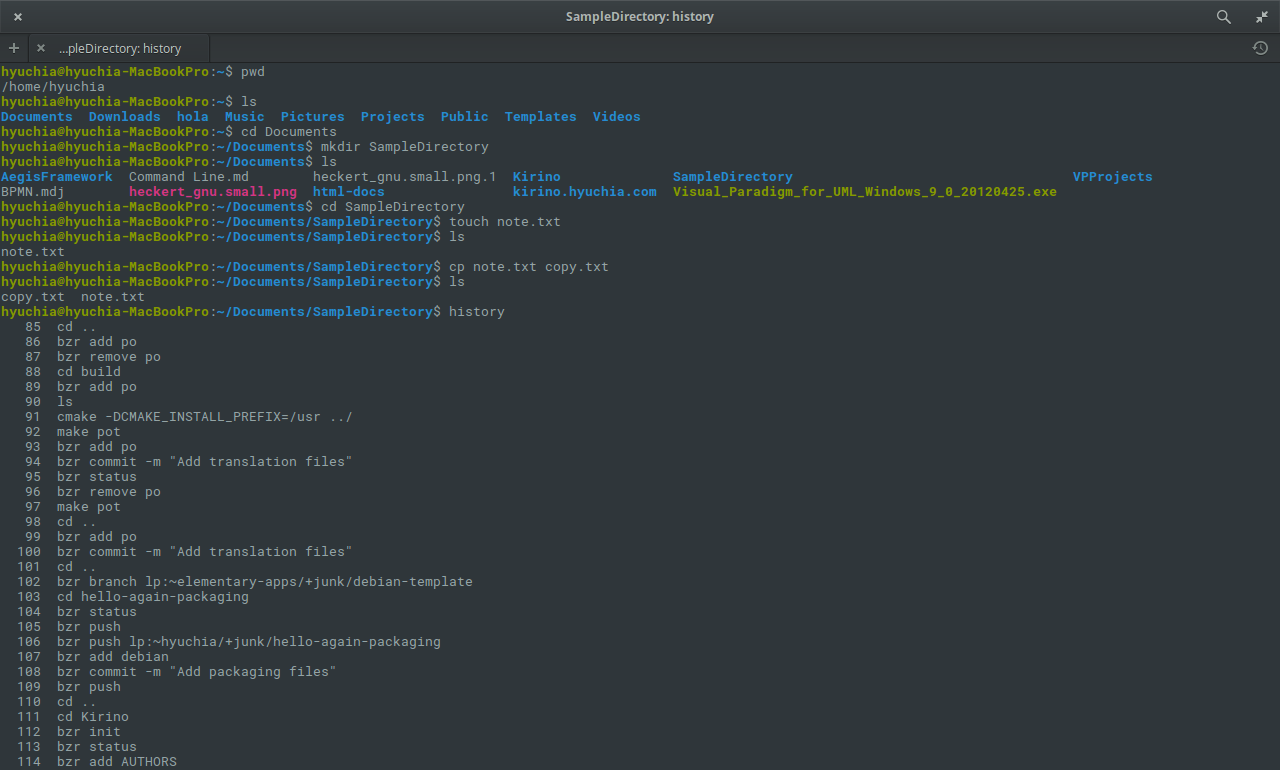 SampleDirectory: history
...pleDirectory: history
hyuchia@hyuchia-MacBookPro:~$ pwd
/home/hyuchia
hyuchia@hyuchia-MacBookPro:~$ ls
Documents  Downloads  hola  Music  Pictures  Projects  Public  Templates  Videos
hyuchia@hyuchia-MacBookPro:~$ cd Documents
hyuchia@hyuchia-MacBookPro:~/Documents$ mkdir SampleDirectory
hyuchia@hyuchia-MacBookPro:~/Documents$ ls
AegisFramework  Command Line.md        heckert_gnu.small.png.1  Kirino              SampleDirectory                                   VPProjects
BPMN.mdj        heckert_gnu.small.png  html-docs                kirino.hyuchia.com  Visual_Paradigm_for_UML_Windows_9_0_20120425.exe
hyuchia@hyuchia-MacBookPro:~/Documents$ cd SampleDirectory
hyuchia@hyuchia-MacBookPro:~/Documents/SampleDirectory$ touch note.txt
hyuchia@hyuchia-MacBookPro:~/Documents/SampleDirectory$ ls
note.txt
hyuchia@hyuchia-MacBookPro:~/Documents/SampleDirectory$ cp note.txt copy.txt
hyuchia@hyuchia-MacBookPro:~/Documents/SampleDirectory$ ls
copy.txt  note.txt
hyuchia@hyuchia-MacBookPro:~/Documents/SampleDirectory$ history
   85  cd ..
   86  bzr add po
   87  bzr remove po
   88  cd build
   89  bzr add po
   90  ls
   91  cmake -DCMAKE_INSTALL_PREFIX=/usr ../
   92  make pot
   93  bzr add po
   94  bzr commit -m "Add translation files"
   95  bzr status
   96  bzr remove po
   97  make pot
   98  cd ..
   99  bzr add po
  100  bzr commit -m "Add translation files"
  101  cd ..
  102  bzr branch lp:~elementary-apps/+junk/debian-template
  103  cd hello-again-packaging
  104  bzr status
  105  bzr push
  106  bzr push lp:~hyuchia/+junk/hello-again-packaging
  107  bzr add debian
  108  bzr commit -m "Add packaging files"
  109  bzr push
  110  cd ..
  111  cd Kirino
  112  bzr init
  113  bzr status
  114  bzr add AUTHORS